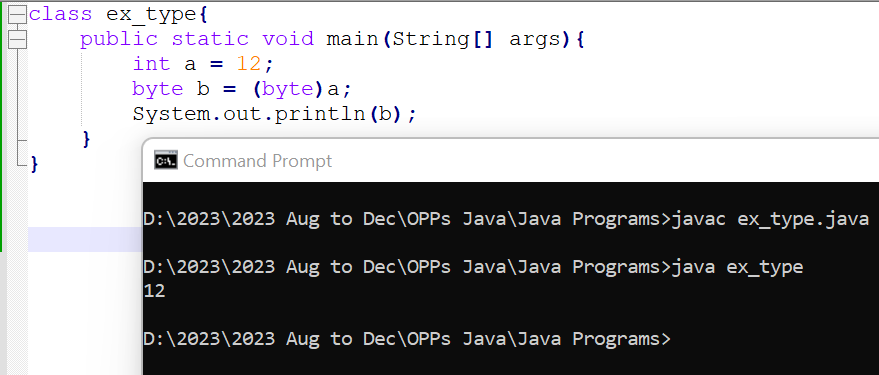 class ex_type{
public static void main(String[] args){
int a = 12;
byte b = (byte)a;
System.out.println(b);
}
}
Command Prompt
D:\2023\2023 Aug to Dec\OPPs Java\Java Programs>javac ex_type.java
D:\2023\2023 Aug to Dec\OPPs Java\Java Programs>java ex_type
12
D:\2023\2023 Aug to Dec\OPPs Java\Java Programs>